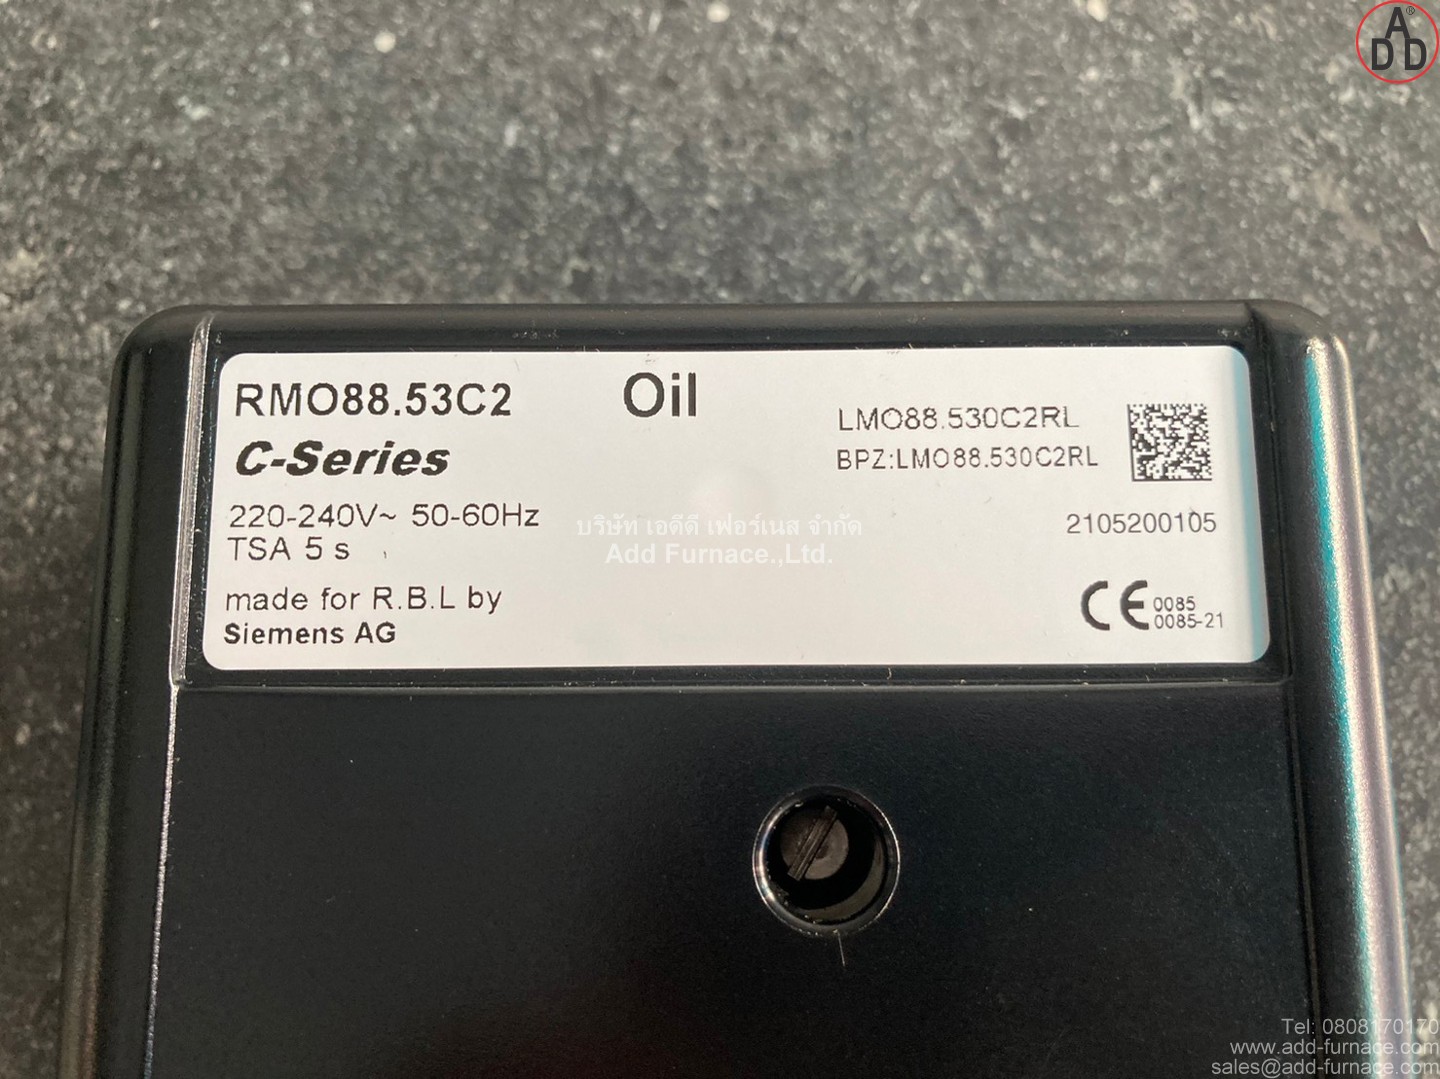 ADD®
RMO88.53C2
Oil
LMO88.530C2RL
C-Series
BPZ:LMO88.530C2RL
220-240V~ 50-60Hz
2105200105
TSA 5 s
บริษัท เอดีดี เฟอร์เนส จำกัด
Add Furnace.,Ltd.
made for R.B.L by
Siemens AG
CE 0085
0085-21
Tel: 0808170170
www.add-furnace.com
sales@add-furnace.com